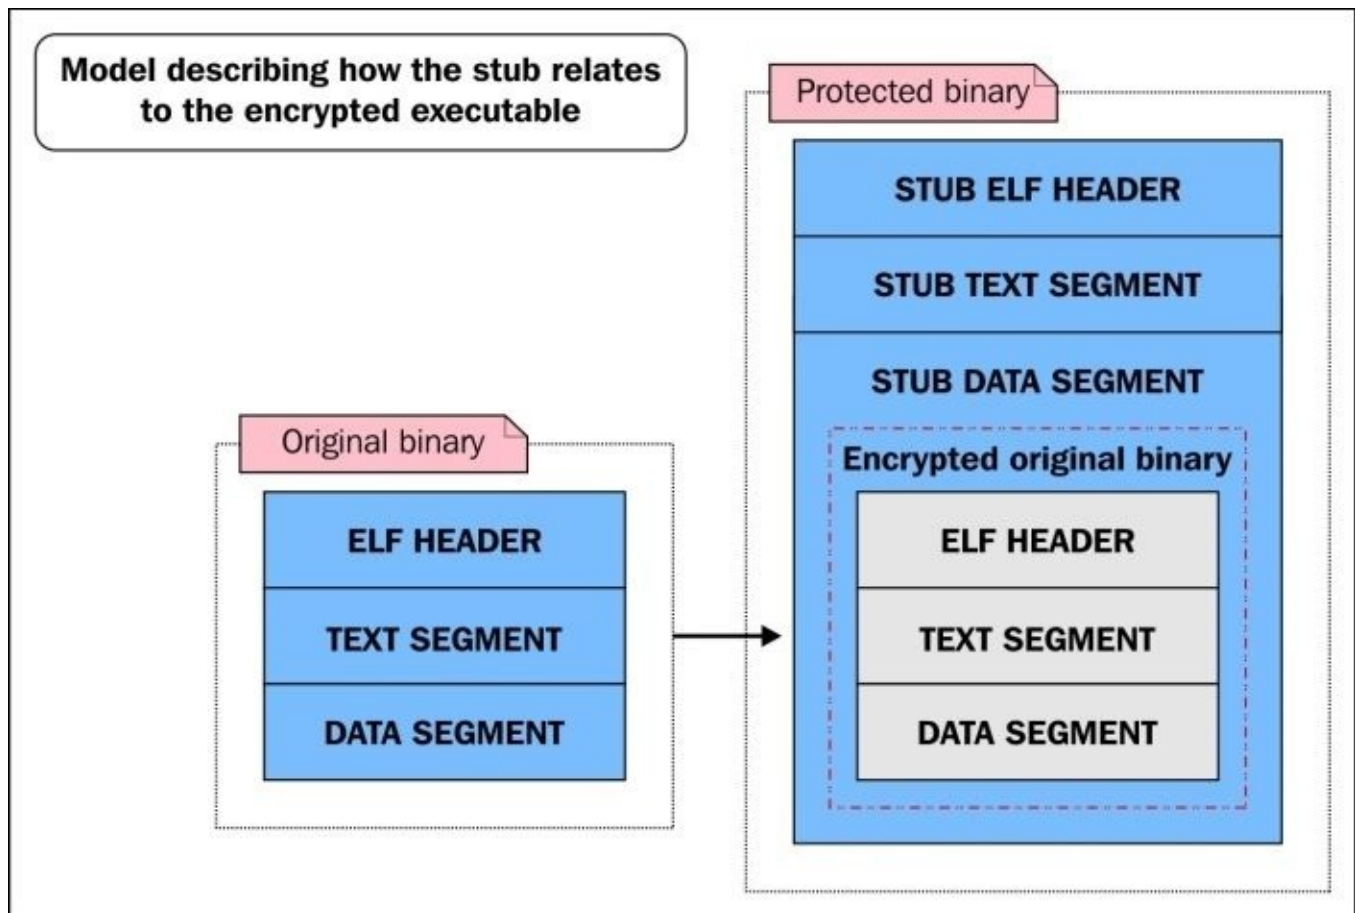 Model describing how the stub relates
to the encrypted executable
Protected binary
STUB ELF HEADER
STUB TEXT SEGMENT
STUB DATA SEGMENT
Encrypted original binary
ELF HEADER
TEXT SEGMENT
DATA SEGMENT
Original binary
ELF HEADER
TEXT SEGMENT
DATA SEGMENT